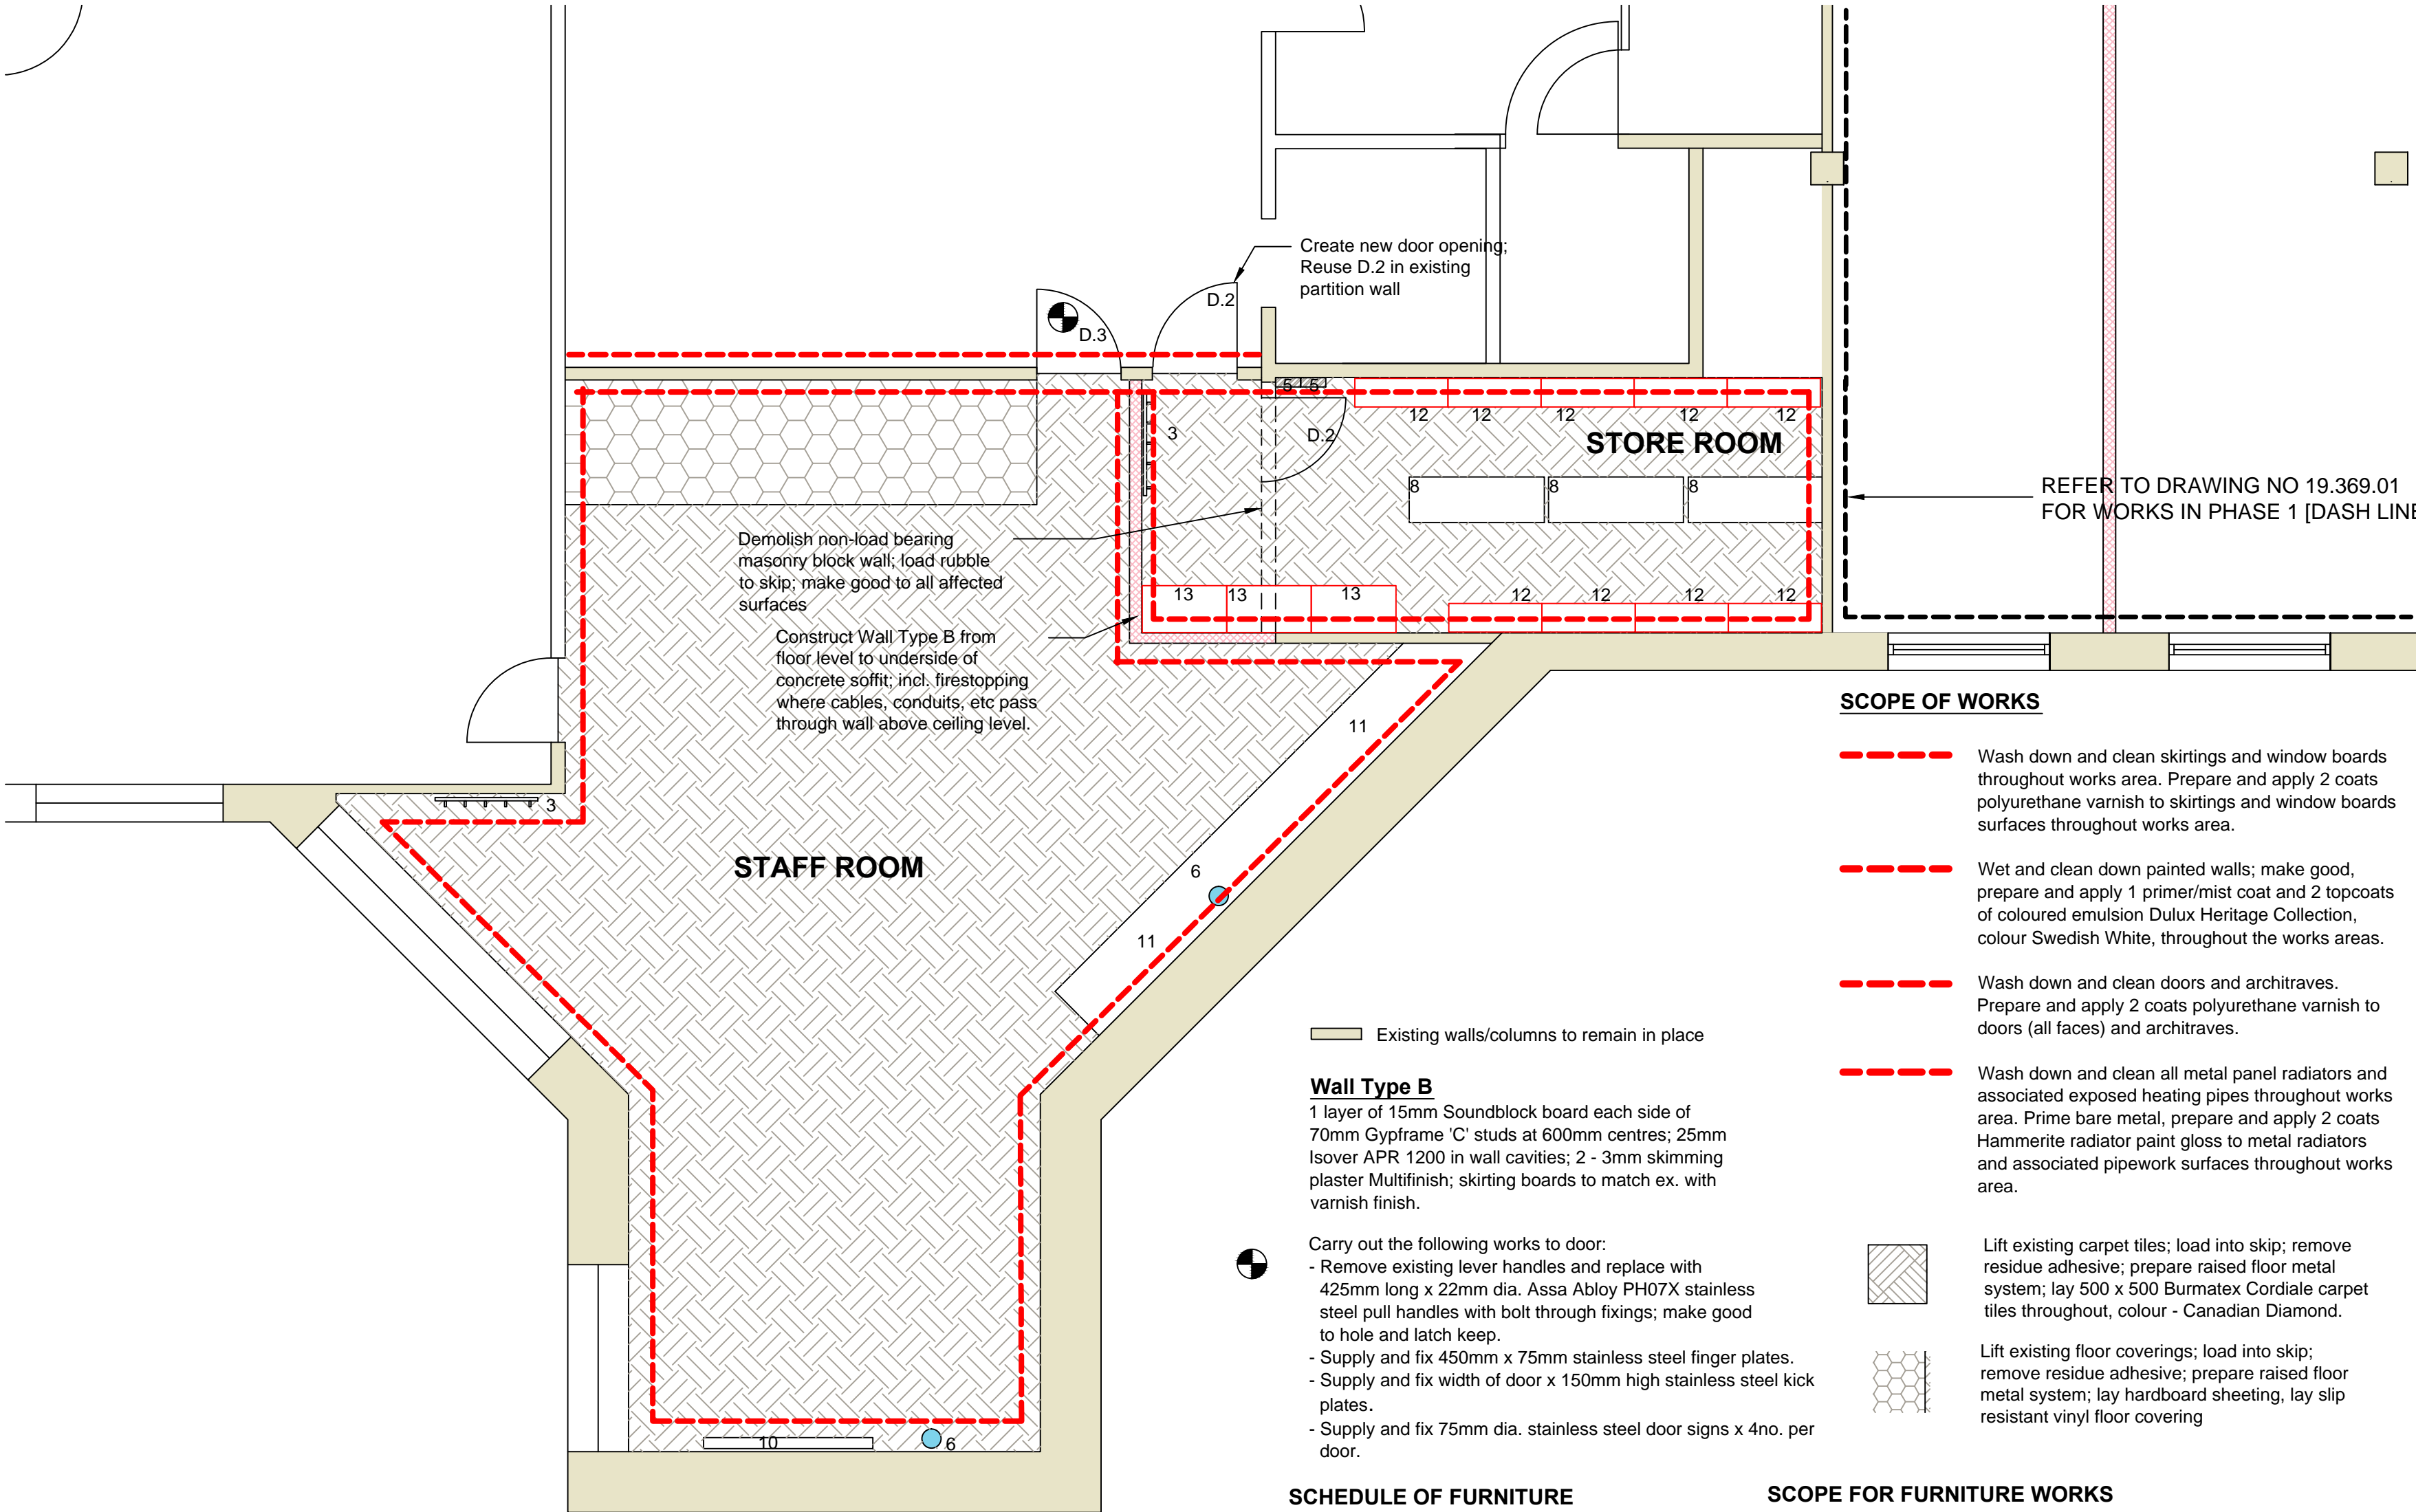 Create new door opening;
Reuse D.2 in existing
partition wall
D.2
D.3
5 5
12 12 12 12 12
3
D.2
STORE ROOM
8 8 8
REFER TO DRAWING NO 19.369.01
FOR WORKS IN PHASE 1 [DASH LINE
Demolish non-load bearing
masonry block wall; load rubble
to skip; make good to all affected
surfaces
13 13 13
12 12 12 12
Construct Wall Type B from
floor level to underside of
concrete soffit; incl. firestopping
where cables, conduits, etc pass
through wall above ceiling level.
11
3
STAFF ROOM
6
11
10
6
Existing walls/columns to remain in place
Wall Type B
1 layer of 15mm Soundblock board each side of
70mm Gypframe 'C' studs at 600mm centres; 25mm
Isover APR 1200 in wall cavities; 2 - 3mm skimming
plaster Multifinish; skirting boards to match ex. with
varnish finish.
Carry out the following works to door:
- Remove existing lever handles and replace with
425mm long x 22mm dia. Assa Abloy PH07X stainless
steel pull handles with bolt through fixings; make good
to hole and latch keep.
- Supply and fix 450mm x 75mm stainless steel finger plates.
- Supply and fix width of door x 150mm high stainless steel kick
plates.
- Supply and fix 75mm dia. stainless steel door signs x 4no. per
door.
SCHEDULE OF FURNITURE
SCOPE OF WORKS
Wash down and clean skirtings and window boards
throughout works area. Prepare and apply 2 coats
polyurethane varnish to skirtings and window boards
surfaces throughout works area.
Wet and clean down painted walls; make good,
prepare and apply 1 primer/mist coat and 2 topcoats
of coloured emulsion Dulux Heritage Collection,
colour Swedish White, throughout the works areas.
Wash down and clean doors and architraves.
Prepare and apply 2 coats polyurethane varnish to
doors (all faces) and architraves.
Wash down and clean all metal panel radiators and
associated exposed heating pipes throughout works
area. Prime bare metal, prepare and apply 2 coats
Hammerite radiator paint gloss to metal radiators
and associated pipework surfaces throughout works
area.
Lift existing carpet tiles; load into skip; remove
residue adhesive; prepare raised floor metal
system; lay 500 x 500 Burmatex Cordiale carpet
tiles throughout, colour - Canadian Diamond.
Lift existing floor coverings; load into skip;
remove residue adhesive; prepare raised floor
metal system; lay hardboard sheeting, lay slip
resistant vinyl floor covering
SCOPE FOR FURNITURE WORKS